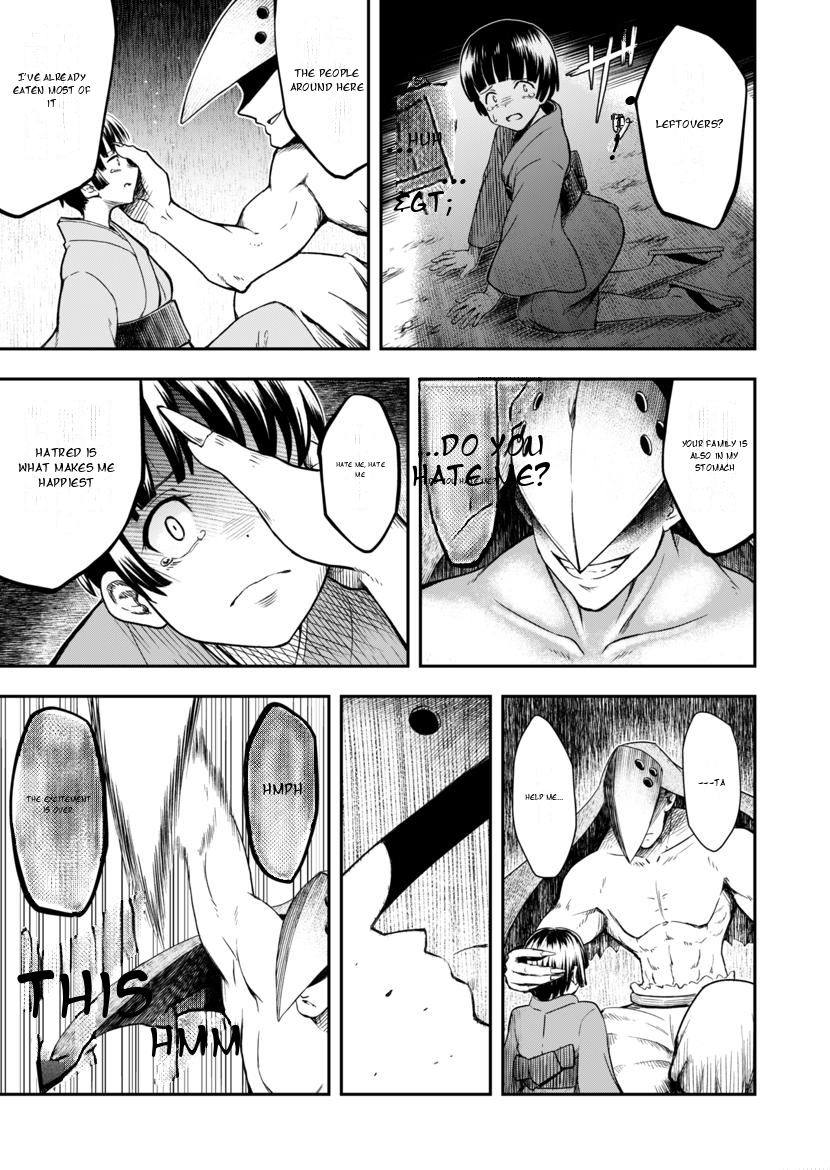 LEFTOVERS?
...HUH
...
&GT;
THE PEOPLE
AROUND HERE
I'VE ALREADY
EATEN MOST OF
IT
YOUR FAMILY IS
ALSO IN MY
STOMACH
...DO YOU
HATE ME?
HATE ME, HATE
ME
HATRED IS
WHAT MAKES ME
HAPPIEST
---TA
HELP ME...
HMPH
THE EXCITEMENT
IS OVER
THIS
HMM